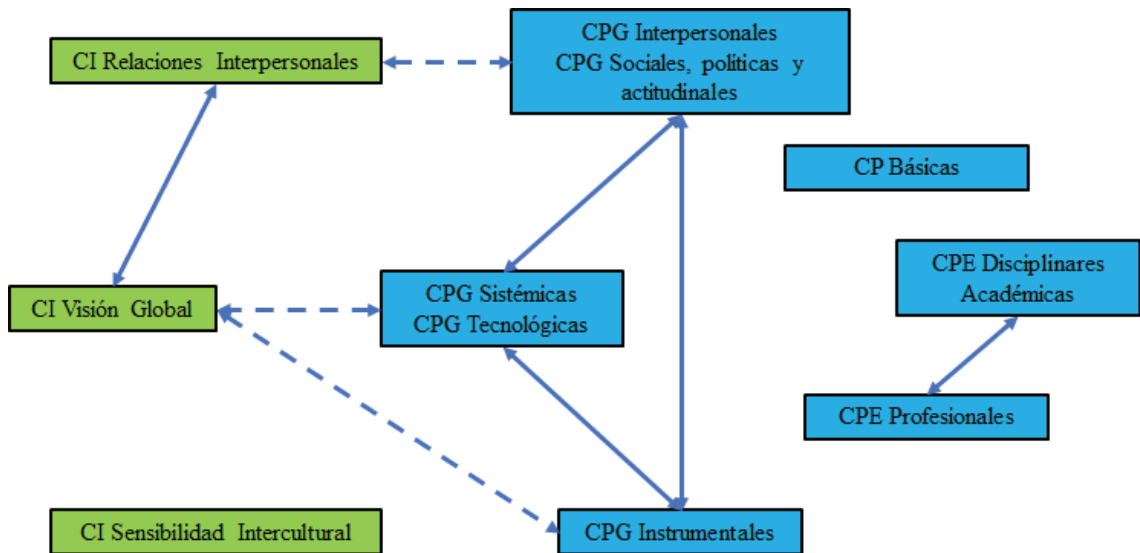 CI Relaciones Interpersonales
CPG Interpersonales
CPG Sociales, políticas y
actitudinales
CP Básicas
CPE Disciplinares
Académicas
CI Visión Global
CPG Sistémicas
CPG Tecnológicas
CPE Profesionales
CI Sensibilidad Intercultural
CPG Instrumentales